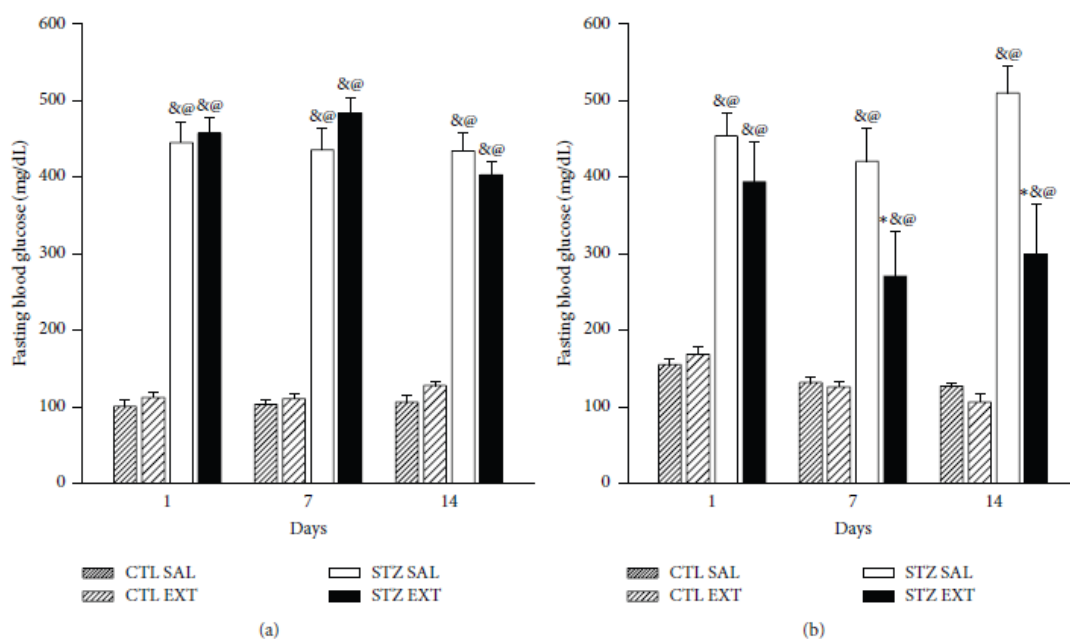 600
500
400
300
200
100
0
Fasting blood glucose (mg/dL)
&@
&@
&@
&@
&@
&@
1
7
14
Days
CTL SAL
CTL EXT
STZ SAL
STZ EXT
(a)
600
500
400
300
200
100
0
Fasting blood glucose (mg/dL)
&@
&@
&@
*&@
&@
*&@
1
7
14
Days
CTL SAL
CTL EXT
STZ SAL
STZ EXT
(b)